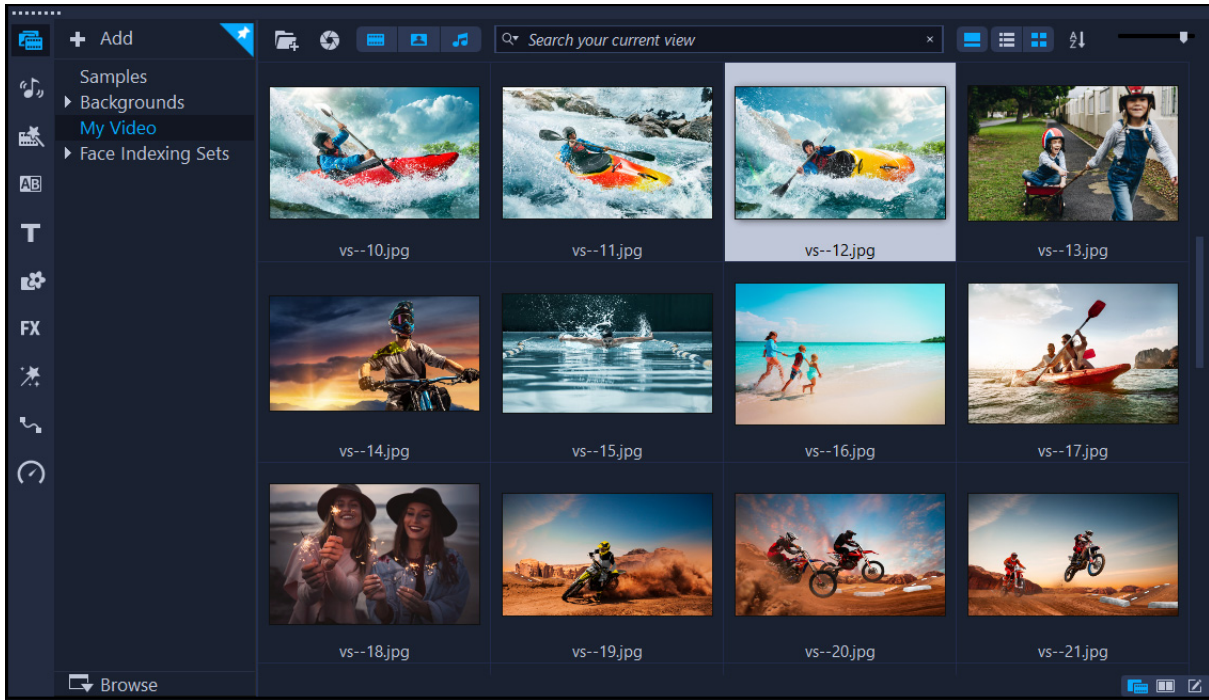 Add
Search your current view
×
A
Z
Samples
Backgrounds
My Video
Face Indexing Sets
AB
T
FX
vs--10.jpg
vs--11.jpg
vs--12.jpg
vs--13.jpg
vs--14.jpg
vs--15.jpg
vs--16.jpg
vs--17.jpg
vs--18.jpg
vs--19.jpg
vs--20.jpg
vs--21.jpg
Browse